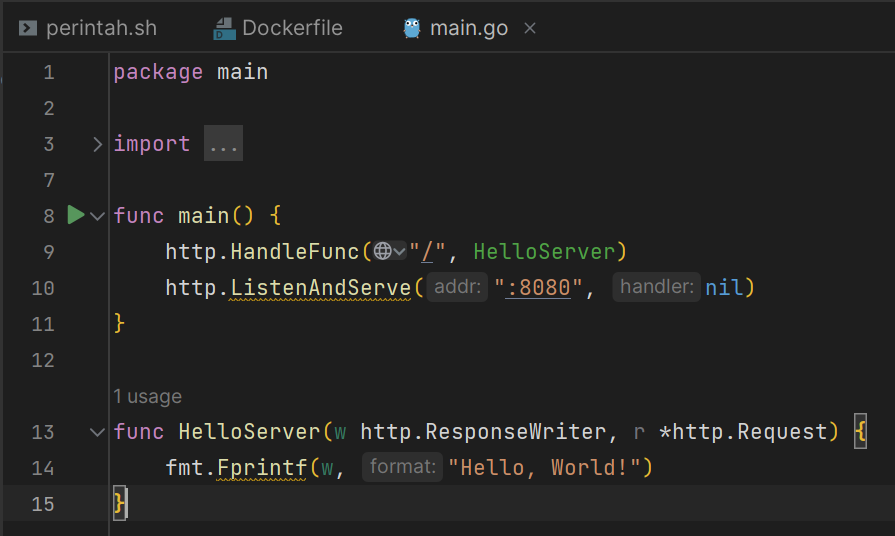 perintah.sh Dockerfile main.go
1 package main
2
3 import ...
7
8 func main() {
9 http.HandleFunc("/", HelloServer)
10 http.ListenAndServe(addr: ":8080", handler: nil)
11 }
12
1 usage
13 func HelloServer(w http.ResponseWriter, r *http.Request) {
14 fmt.Fprintf(w, format: "Hello, World!")
15 }